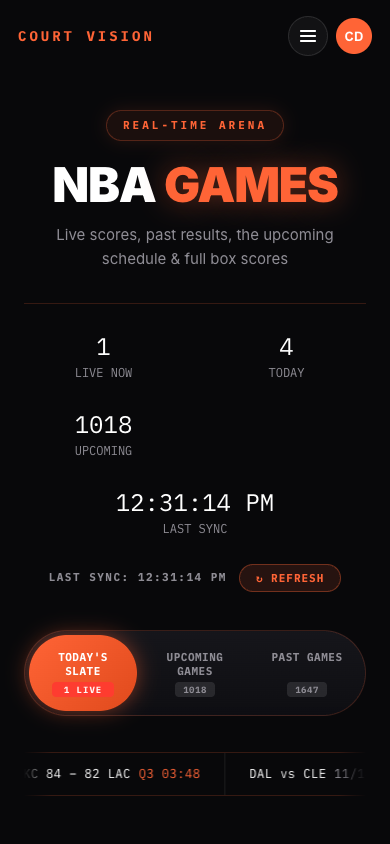 COURT VISION
CD
REAL-TIME ARENA
NBA GAMES
Live scores, past results, the upcoming
schedule & full box scores
1
LIVE NOW
4
TODAY
1018
UPCOMING
12:31:14 PM
LAST SYNC
LAST SYNC: 12:31:14 PM
↻ REFRESH
TODAY'S
SLATE
1 LIVE
UPCOMING
GAMES
1018
PAST GAMES
1647
84 – 82 LAC Q3 03:48
DAL vs CLE